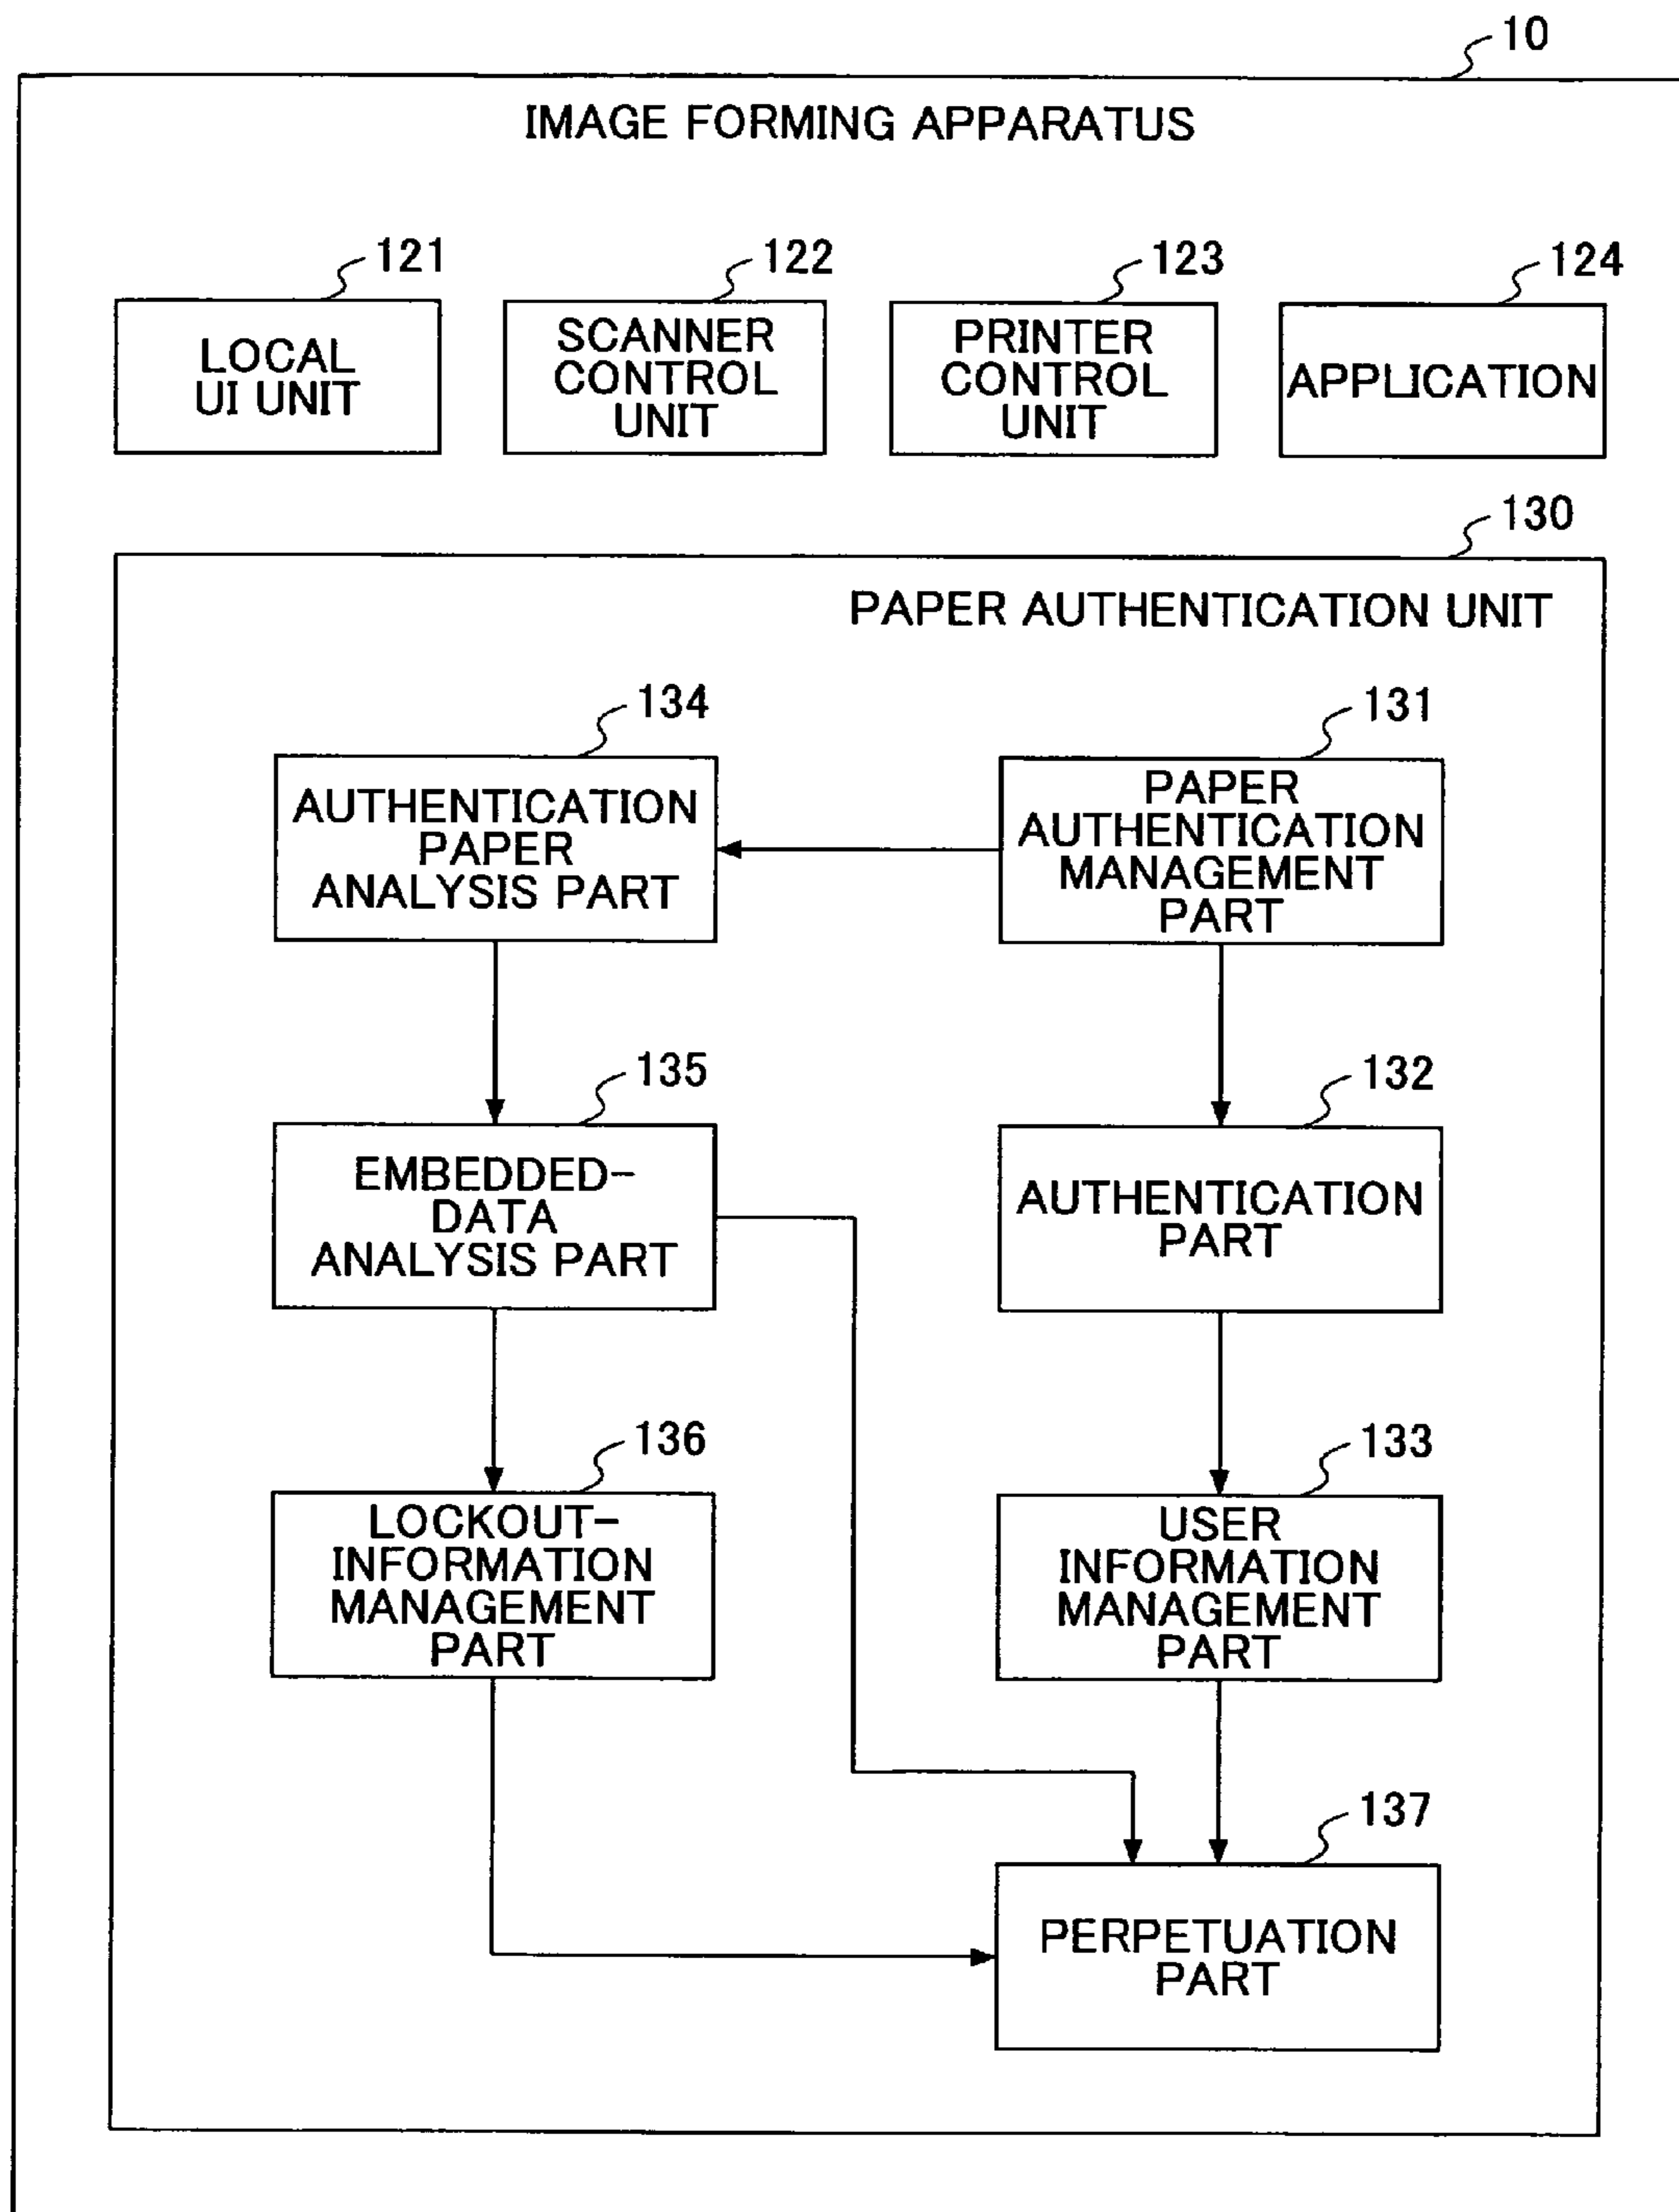 10
IMAGE FORMING APPARATUS
121
122
123
124
LOCAL
UI UNIT
SCANNER
CONTROL
UNIT
PRINTER
CONTROL
UNIT
APPLICATION
130
PAPER AUTHENTICATION UNIT
134
131
AUTHENTICATION
PAPER
ANALYSIS PART
PAPER
AUTHENTICATION
MANAGEMENT
PART
135
132
EMBEDDED-
DATA
ANALYSIS PART
AUTHENTICATION
PART
136
133
LOCKOUT-
INFORMATION
MANAGEMENT
PART
USER
INFORMATION
MANAGEMENT
PART
137
PERPETUATION
PART